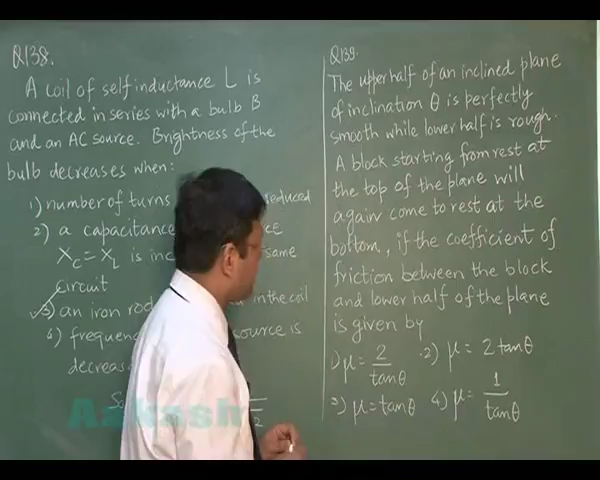 Q138.
A coil of self inductance L is
connected in series with a bulb B
and an AC source. Brightness of the
bulb decreases when:
1) number of turns reduced
2) a capacitance
XC = XL is inc same
circuit
3) an iron rod in the coil
4) frequen source is
decreas
Aakash
Q139.
The upper half of an inclined plane
of inclination θ is perfectly
smooth while lower half is rough.
A block starting from rest at
the top of the plane will
again come to rest at the
bottom, if the coefficient of
friction between the block
and lower half of the plane
is given by
1) μ = 2/tanθ 2) μ = 2 tanθ
3) μ = tanθ 4) μ = 1/tanθ